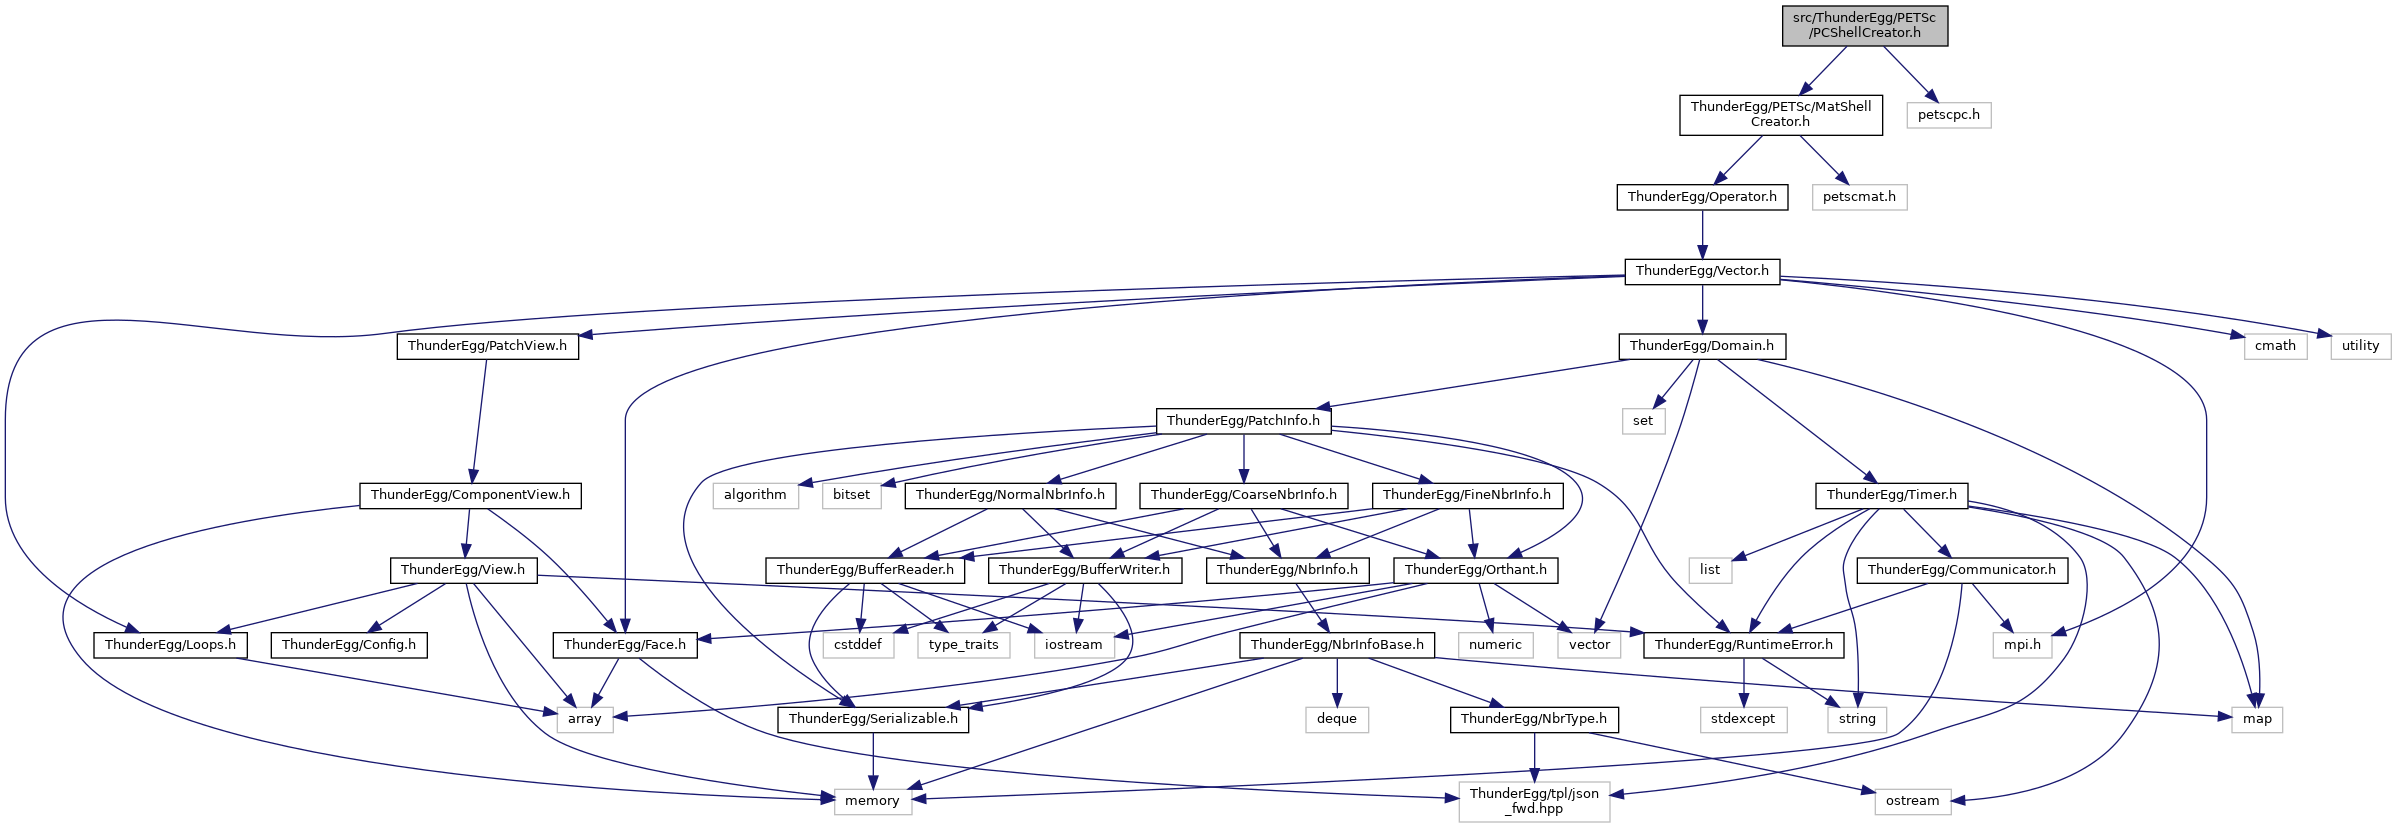 src/ThunderEgg/PETSc
/PCShellCreator.h
ThunderEgg/PETSc/MatShell
Creator.h
petscpc.h
ThunderEgg/Operator.h
petscmat.h
ThunderEgg/Vector.h
ThunderEgg/PatchView.h
ThunderEgg/Domain.h
cmath
utility
ThunderEgg/PatchInfo.h
set
algorithm
bitset
ThunderEgg/ComponentView.h
ThunderEgg/NormalNbrInfo.h
ThunderEgg/CoarseNbrInfo.h
ThunderEgg/FineNbrInfo.h
ThunderEgg/Timer.h
ThunderEgg/View.h
ThunderEgg/BufferReader.h
ThunderEgg/BufferWriter.h
ThunderEgg/NbrInfo.h
ThunderEgg/Orthant.h
list
ThunderEgg/Communicator.h
ThunderEgg/Loops.h
ThunderEgg/Config.h
ThunderEgg/Face.h
cstddef
type_traits
iostream
ThunderEgg/NbrInfoBase.h
numeric
vector
ThunderEgg/RuntimeError.h
mpi.h
array
ThunderEgg/Serializable.h
deque
ThunderEgg/NbrType.h
stdexcept
string
map
memory
ThunderEgg/tpl/json
_fwd.hpp
ostream